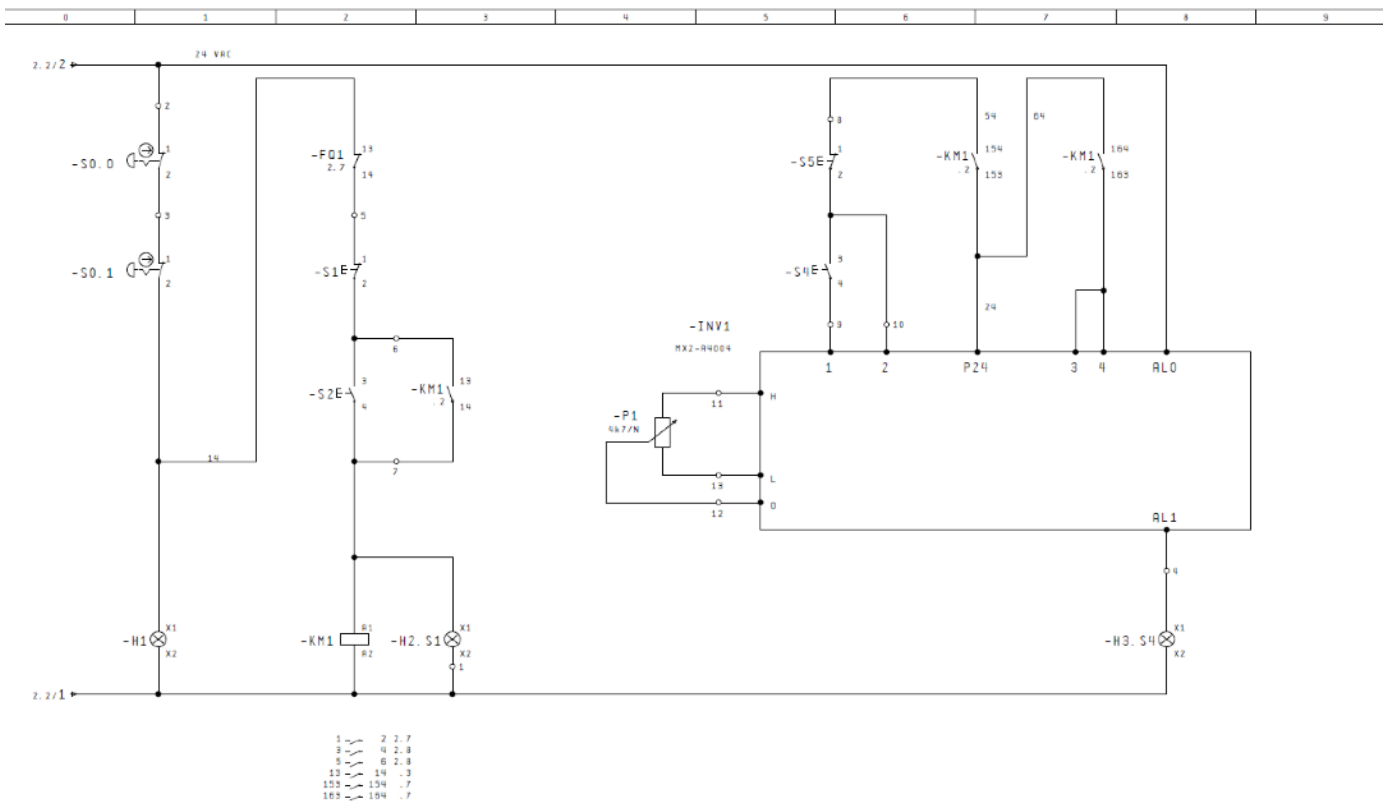 0 1 2 3 4 5 6 7 8 9
24 VAC
2.2/2
2
8
54 64
-S0.0 1 2
-FQ1 13
2.7 14
-S5E 1 2
-KM1 154
.2 153
-KM1 164
.2 163
3
5
-S0.1 1 2
-S1E 1 2
-S4E 3 4
24
-INV1
MX2-A4004
9 10
6
1 2 P24 3 4 AL0
-S2E 3 4
-KM1 13
.2 14
11 H
-P1
4k7/N
14
7
13 L
12 O
AL1
4
-H1 X1 X2
-KM1 A1 A2
-H2.S1 X1 X2
1
-H3.S4 X1 X2
2.2/1
1 2 2.7
3 4 2.8
5 6 2.8
13 14 .3
153 154 .7
163 164 .7